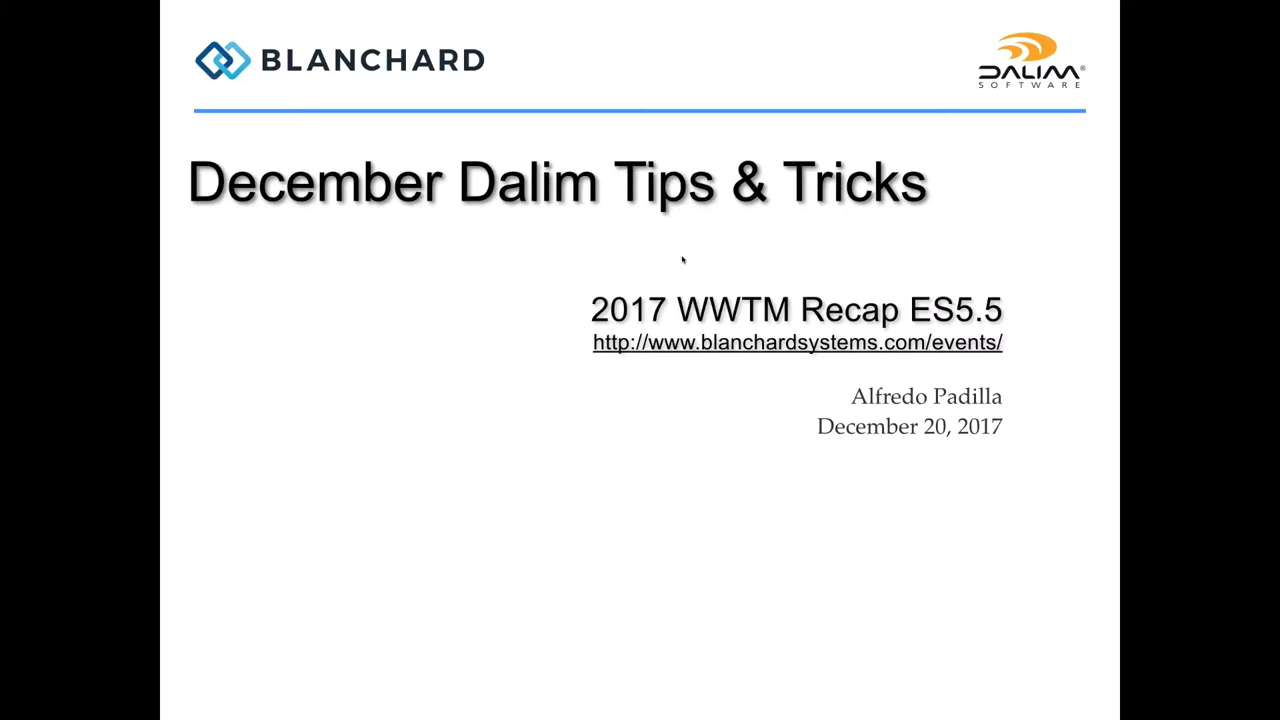 BLANCHARD
DALIM®
SOFTWARE
December Dalim Tips & Tricks
2017 WWTM Recap ES5.5
http://www.blanchardsystems.com/events/
Alfredo Padilla
December 20, 2017